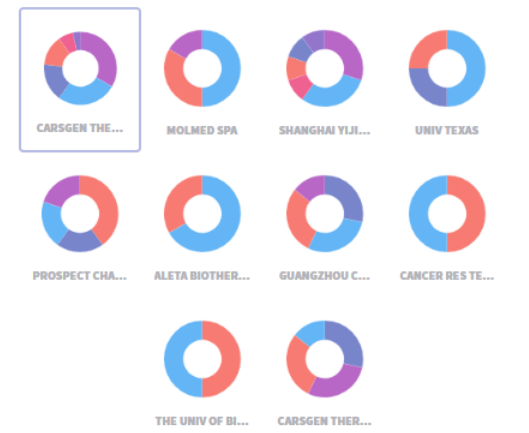 CARSGEN THE...
MOLMED SPA
SHANGHAI YIJI...
UNIV TEXAS
PROSPECT CHA...
ALETA BIOTHER...
GUANGZHOU C...
CANCER RES TE...
THE UNIV OF BI...
CARSGEN THER...